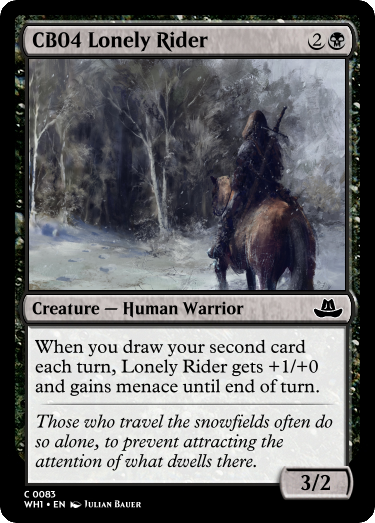 CB04 Lonely Rider 2
Creature — Human Warrior
When you draw your second card
each turn, Lonely Rider gets +1/+0
and gains menace until end of turn.
Those who travel the snowfields often do
so alone, to prevent attracting the
attention of what dwells there.
3/2
C 0083
WH1 • EN Julian Bauer